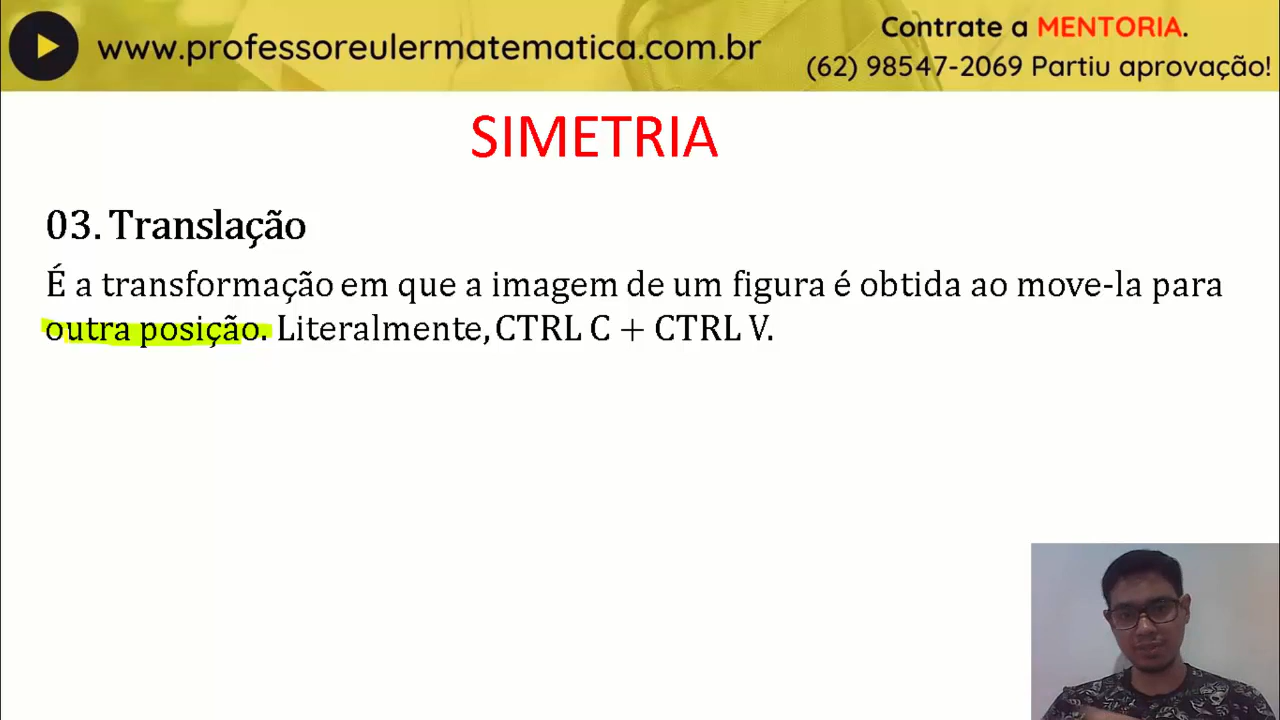 www.professoreulermatematica.com.br
Contrate a MENTORIA.
(62) 98547-2069 Partiu aprovação!
SIMETRIA
03. Translação
É a transformação em que a imagem de um figura é obtida ao move-la para
outra posição. Literalmente, CTRL C + CTRL V.